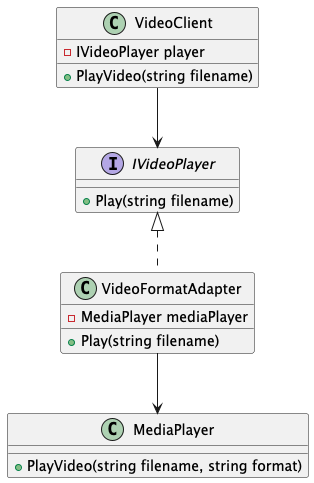 C VideoClient
IVideoPlayer player
PlayVideo(string filename)
I IVideoPlayer
Play(string filename)
C VideoFormatAdapter
MediaPlayer mediaPlayer
Play(string filename)
C MediaPlayer
PlayVideo(string filename, string format)